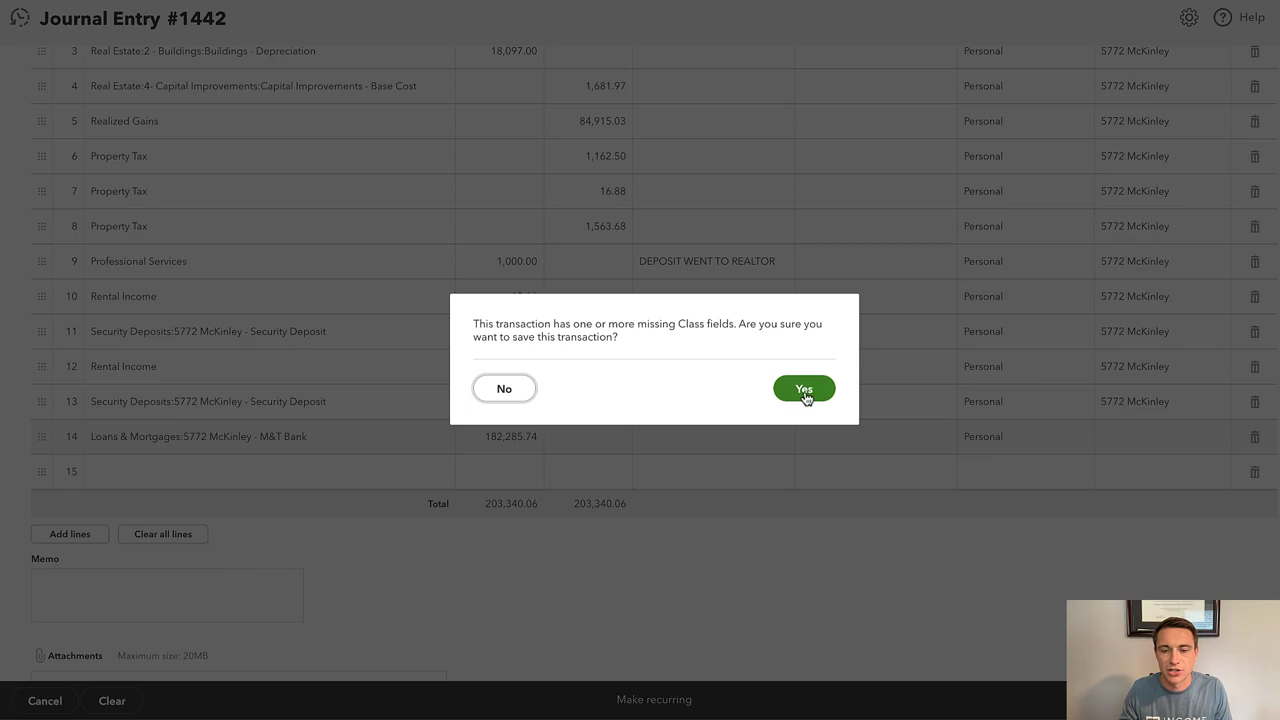 Journal Entry #1442
Help
3 Real Estate:2 - Buildings:Buildings - Depreciation 18,097.00 Personal 5772 McKinley
4 Real Estate:4- Capital Improvements:Capital Improvements - Base Cost 1,681.97 Personal 5772 McKinley
5 Realized Gains 84,915.03 Personal 5772 McKinley
6 Property Tax 1,162.50 Personal 5772 McKinley
7 Property Tax 16.88 Personal 5772 McKinley
8 Property Tax 1,563.68 Personal 5772 McKinley
9 Professional Services 1,000.00 DEPOSIT WENT TO REALTOR Personal 5772 McKinley
10 Rental Income Personal 5772 McKinley
11 Security Deposits:5772 McKinley - Security Deposit Personal 5772 McKinley
12 Rental Income Personal 5772 McKinley
13 Security Deposits:5772 McKinley - Security Deposit Personal 5772 McKinley
14 Loans & Mortgages:5772 McKinley - M&T Bank 182,285.74 Personal
15
Total 203,340.06 203,340.06
This transaction has one or more missing Class fields. Are you sure you
want to save this transaction?
No
Yes
Add lines
Clear all lines
Memo
Attachments Maximum size: 20MB
Cancel
Clear
Make recurring
INCOME